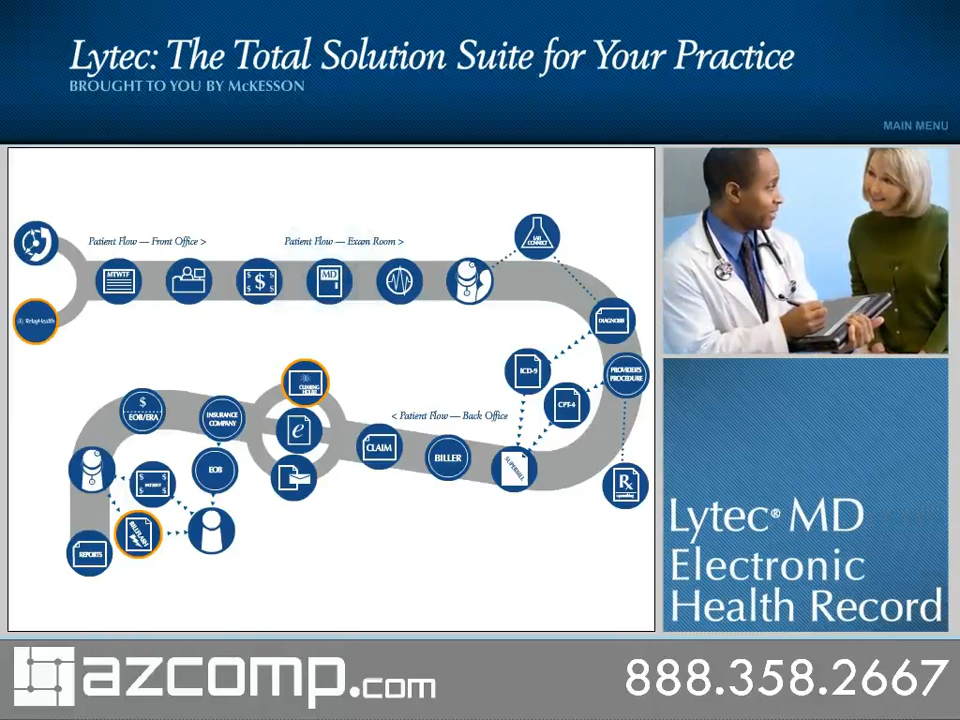 Lytec: The Total Solution Suite for Your Practice
BROUGHT TO YOU BY McKESSON
MAIN MENU
Patient Flow — Front Office >
Patient Flow — Exam Room >
LAB
CONNECT
MTWTF
$
$
$
$
$
MD
RelayHealth
DIAGNOSIS
ICD-9
PROVIDER'S
PROCEDURE
CPT-4
CLEARING
HOUSE
$
EOB/ERA
INSURANCE
COMPANY
< Patient Flow — Back Office
e
CLAIM
BILLER
SUPERBILL
EOB
$
$
PATIENT
$
$
Rx
BILLFLASH
REPORTS
Lytec® MD
Electronic
Health Record
azcomp.com
888.358.2667